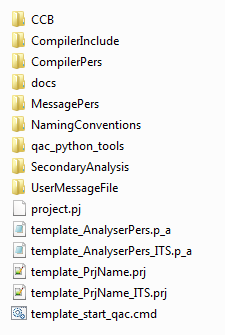 CCB
CompilerInclude
CompilerPers
docs
MessagePers
NamingConventions
qac_python_tools
SecondaryAnalysis
UserMessageFile
project.pj
template_AnalyserPers.p_a
template_AnalyserPers_ITS.p_a
template_PrjName.prj
template_PrjName_ITS.prj
template_start_qac.cmd